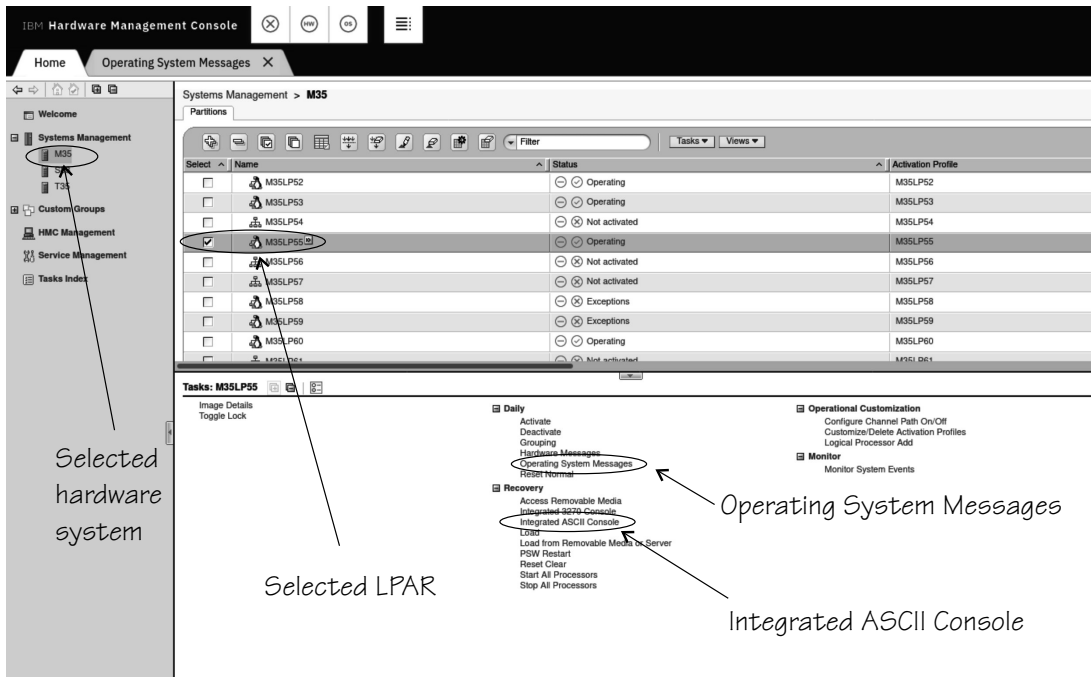 IBM Hardware Management Console
HW
OS
Home
Operating System Messages X
Systems Management > M35
Partitions
Welcome
Systems Management
M35
T35
Custom Groups
HMC Management
Service Management
Tasks Index
Filter
Tasks
Views
Select Name Status Activation Profile
M35LP52 Operating M35LP52
M35LP53 Operating M35LP53
M35LP54 Not activated M35LP54
M35LP55 Operating M35LP55
M35LP56 Not activated M35LP56
M35LP57 Not activated M35LP57
M35LP58 Exceptions M35LP58
M35LP59 Exceptions M35LP59
M35LP60 Operating M35LP60
M35LP61 Not activated M35LP61
Tasks: M35LP55
Image Details
Toggle Lock
Daily
Activate
Deactivate
Grouping
Hardware Messages
Operating System Messages
Reset Normal
Recovery
Access Removable Media
Integrated 3270 Console
Integrated ASCII Console
Load
Load from Removable Media or Server
PSW Restart
Reset Clear
Start All Processors
Stop All Processors
Operational Customization
Configure Channel Path On/Off
Customize/Delete Activation Profiles
Logical Processor Add
Monitor
Monitor System Events
Selected
hardware
system
Selected LPAR
Operating System Messages
Integrated ASCII Console